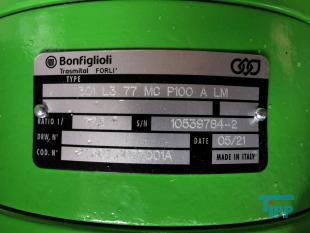 Bonfiglioli
Trasmital FORLI'
TYPE
301 L3 77 MC P100 A LM
RATIO 1/ S/N 10539784-2
DRW. N° DATE 05/21
COD. N° MADE IN ITALY
TIPP